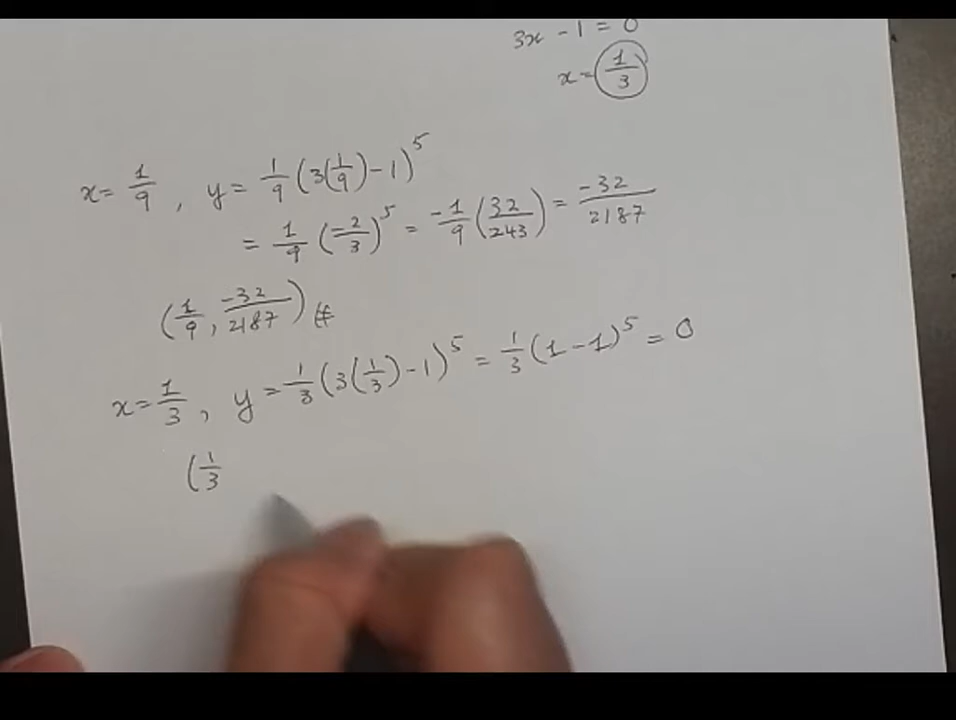 3x - 1 = 0
x = 1/3
x = 1/9 , y = 1/9 (3(1/9) - 1)^5
= 1/9 (-2/3)^5 = -1/9 (32/243) = -32/2187
(1/9 , -32/2187) #
x = 1/3 , y = 1/3 (3(1/3) - 1)^5 = 1/3 (1 - 1)^5 = 0
(1/3